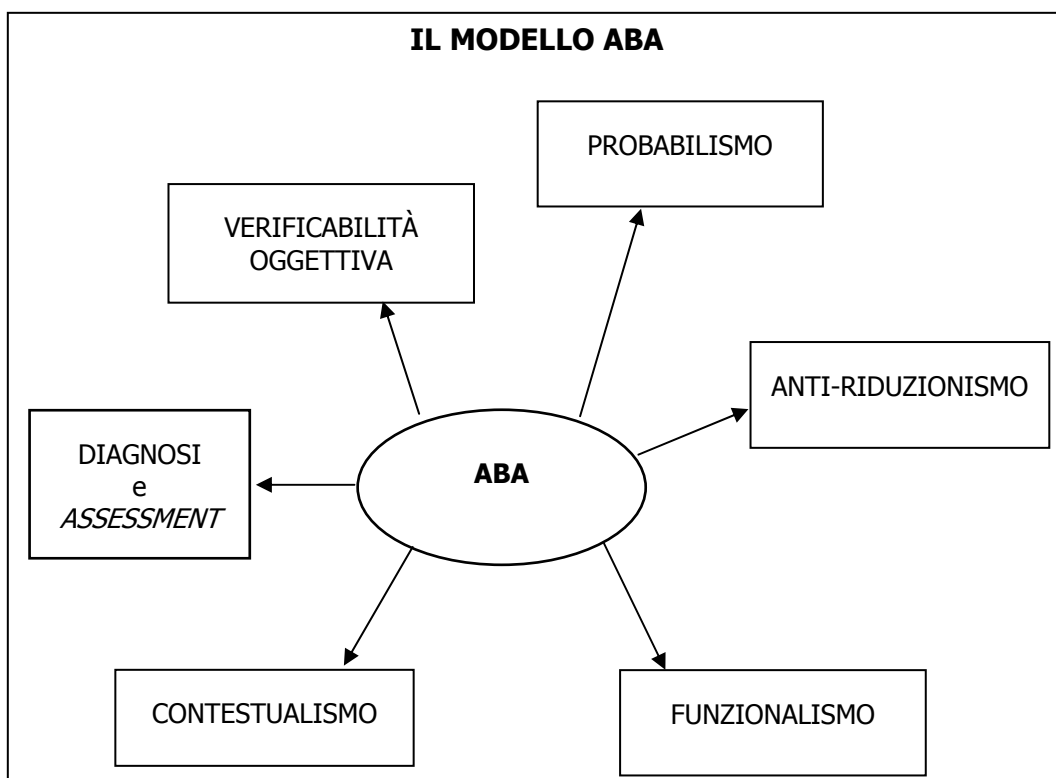 IL MODELLO ABA
PROBABILISMO
VERIFICABILITÀ
OGGETTIVA
ANTI-RIDUZIONISMO
DIAGNOSI
e
ASSESSMENT
ABA
CONTESTUALISMO
FUNZIONALISMO